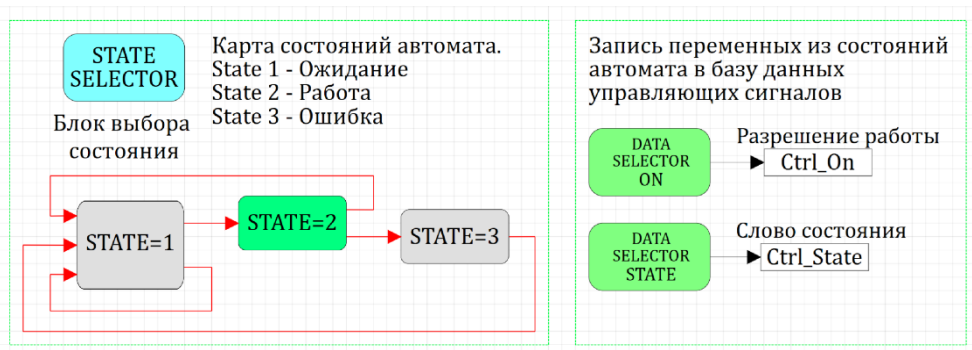 STATE
SELECTOR
Блок выбора
состояния
Карта состояний автомата.
State 1 - Ожидание
State 2 - Работа
State 3 - Ошибка
STATE=1
STATE=2
STATE=3
Запись переменных из состояний
автомата в базу данных
управляющих сигналов
DATA
SELECTOR
ON
Разрешение работы
Ctrl_On
DATA
SELECTOR
STATE
Слово состояния
Ctrl_State